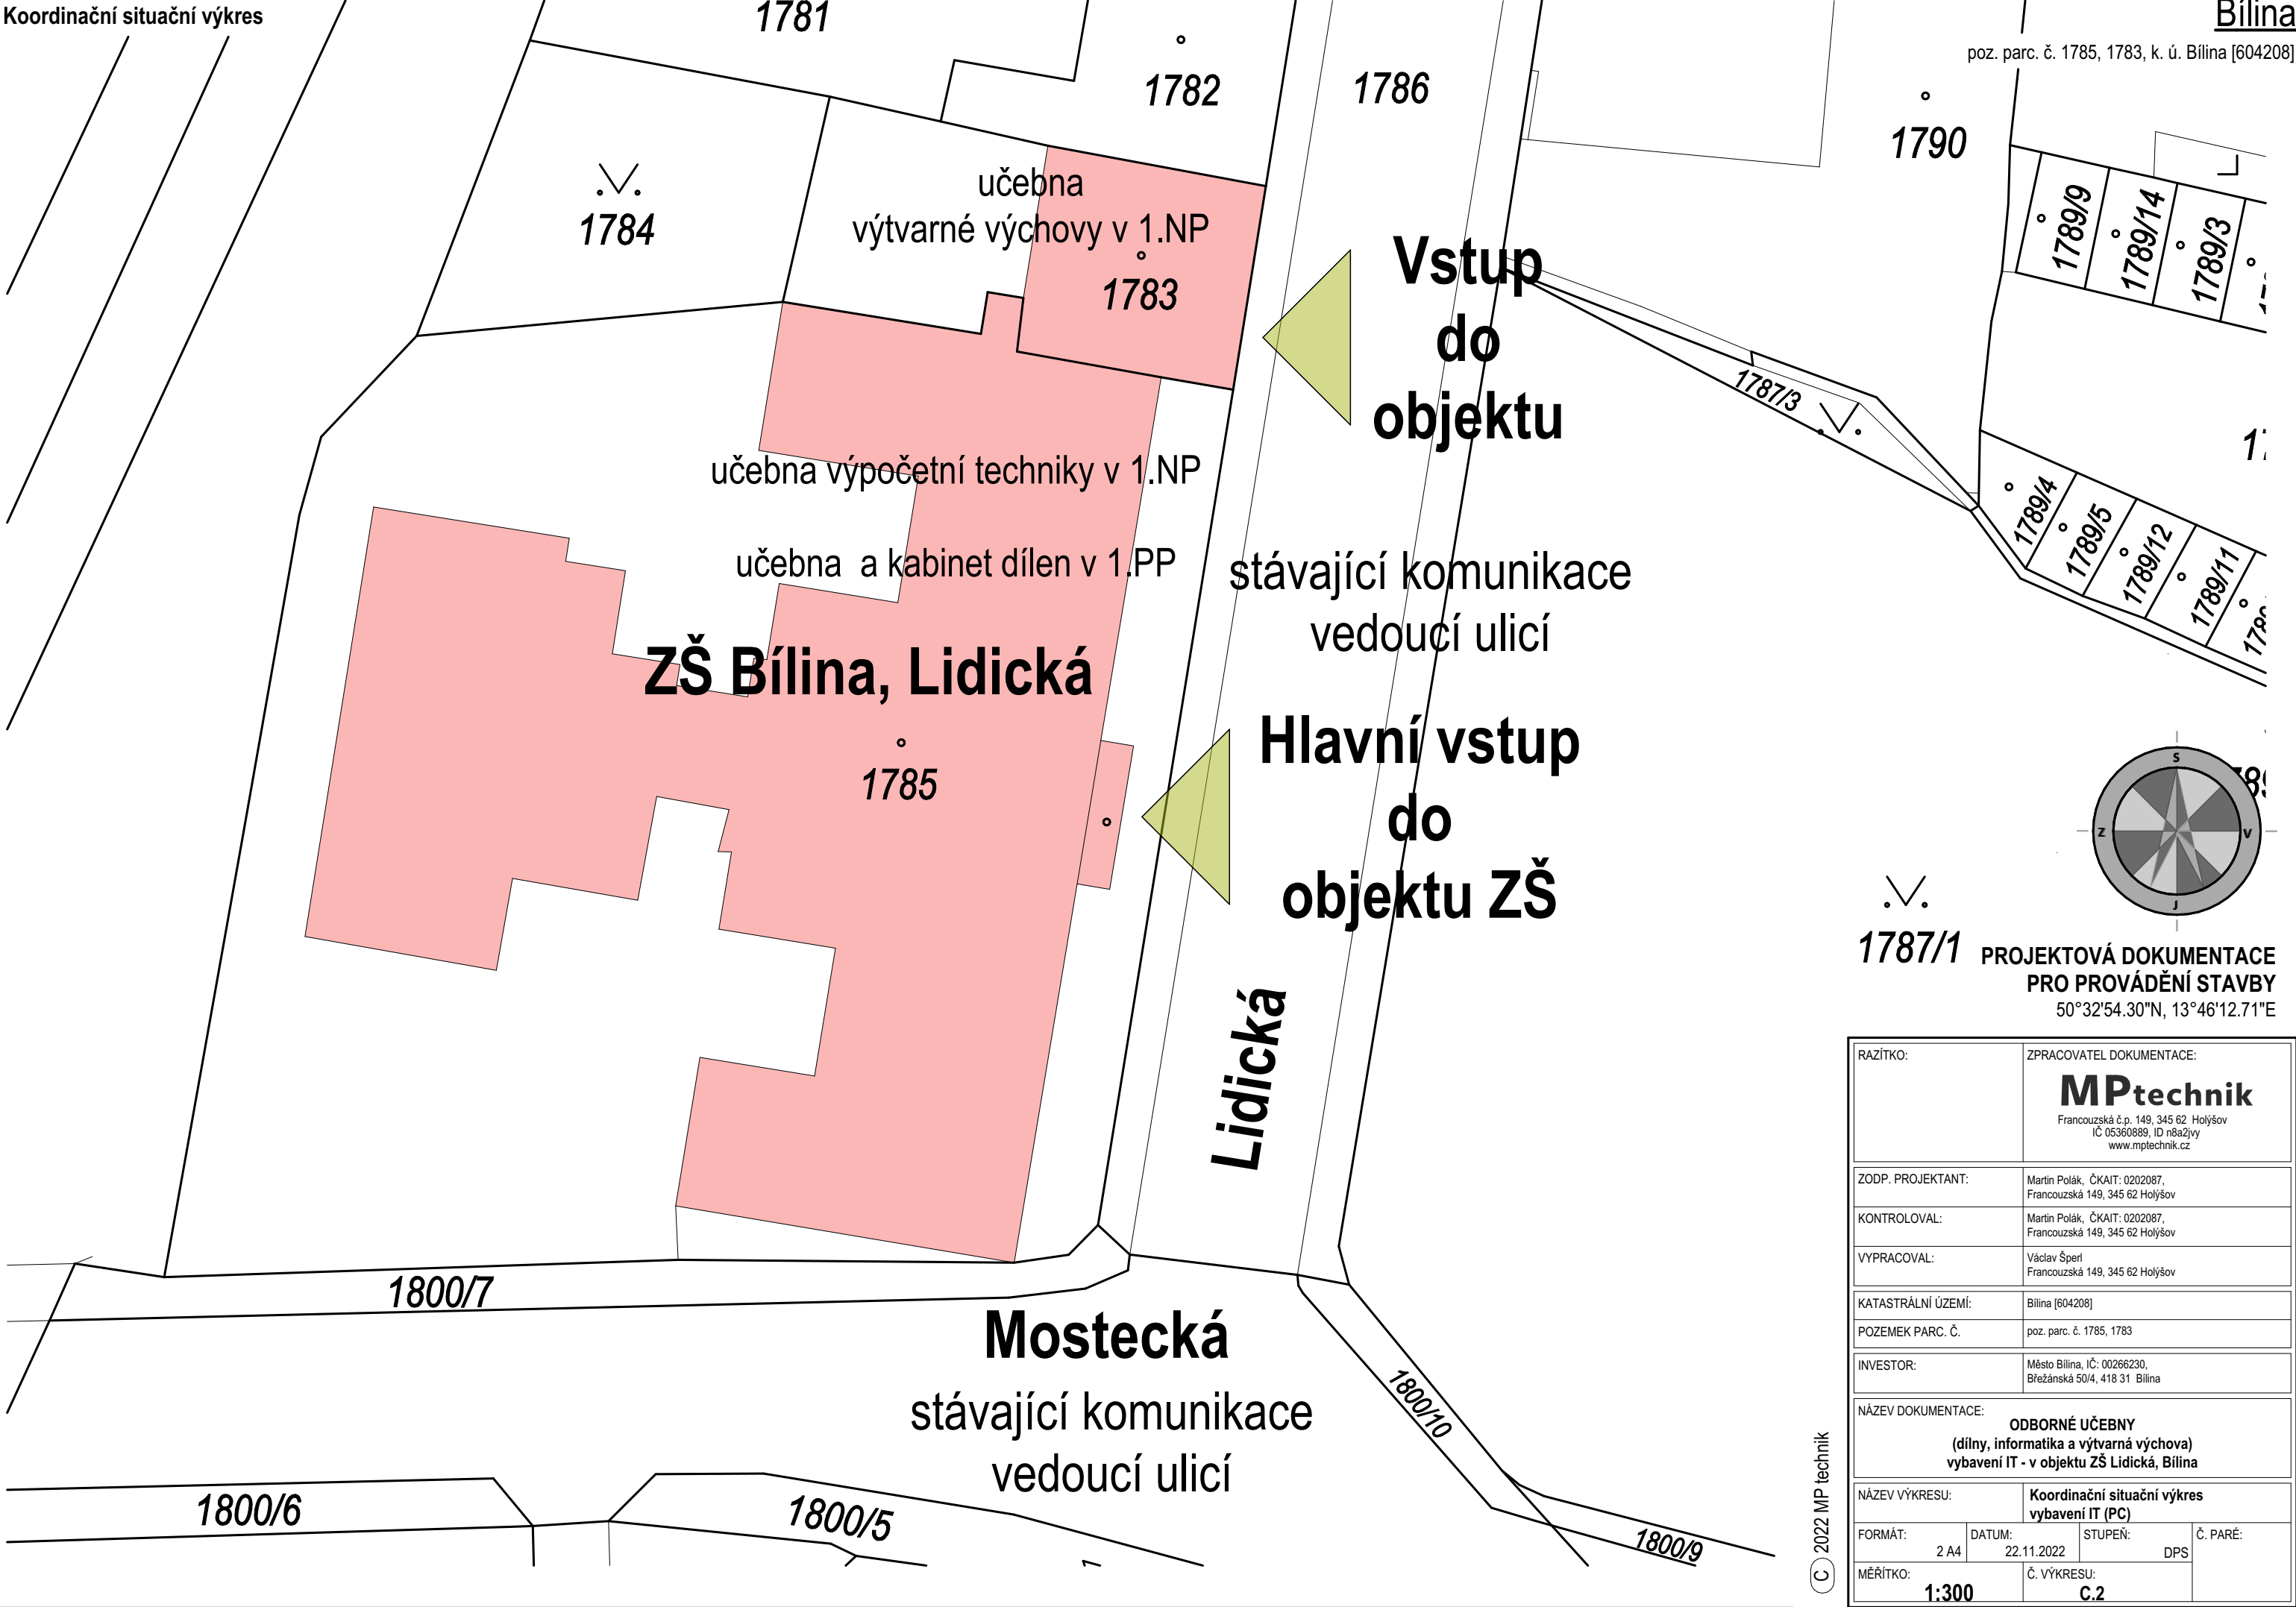 Koordinační situační výkres
Bílina
poz. parc. č. 1785, 1783, k. ú. Bílina [604208]
1781
1782
1786
1790
1784
učebna
výtvarné výchovy v 1.NP
1783
Vstup
do
objektu
1789/9
1789/14
1789/3
1787/3
učebna výpočetní techniky v 1.NP
1789/4
1789/5
1789/12
1789/11
učebna a kabinet dílen v 1.PP
stávající komunikace
vedoucí ulicí
ZŠ Bílina, Lidická
1785
Hlavní vstup
do
objektu ZŠ
S
Z
V
J
1787/1
PROJEKTOVÁ DOKUMENTACE
PRO PROVÁDĚNÍ STAVBY
50°32'54.30"N, 13°46'12.71"E
Lidická
1800/7
Mostecká
stávající komunikace
vedoucí ulicí
1800/10
1800/6
1800/5
1800/9
C 2022 MP technik
RAZÍTKO:
ZPRACOVATEL DOKUMENTACE:
MPtechnik
Francouzská č.p. 149, 345 62 Holýšov
IČ 05360889, ID n8a2jvy
www.mptechnik.cz
ZODP. PROJEKTANT:
Martin Polák, ČKAIT: 0202087,
Francouzská 149, 345 62 Holýšov
KONTROLOVAL:
Martin Polák, ČKAIT: 0202087,
Francouzská 149, 345 62 Holýšov
VYPRACOVAL:
Václav Šperl
Francouzská 149, 345 62 Holýšov
KATASTRÁLNÍ ÚZEMÍ:
Bílina [604208]
POZEMEK PARC. Č.
poz. parc. č. 1785, 1783
INVESTOR:
Město Bílina, IČ: 00266230,
Břežánská 50/4, 418 31 Bílina
NÁZEV DOKUMENTACE:
ODBORNÉ UČEBNY
(dílny, informatika a výtvarná výchova)
vybavení IT - v objektu ZŠ Lidická, Bílina
NÁZEV VÝKRESU:
Koordinační situační výkres
vybavení IT (PC)
FORMÁT:
2 A4
DATUM:
22.11.2022
STUPEŇ:
DPS
Č. PARÉ:
MĚŘÍTKO:
1:300
Č. VÝKRESU:
C.2